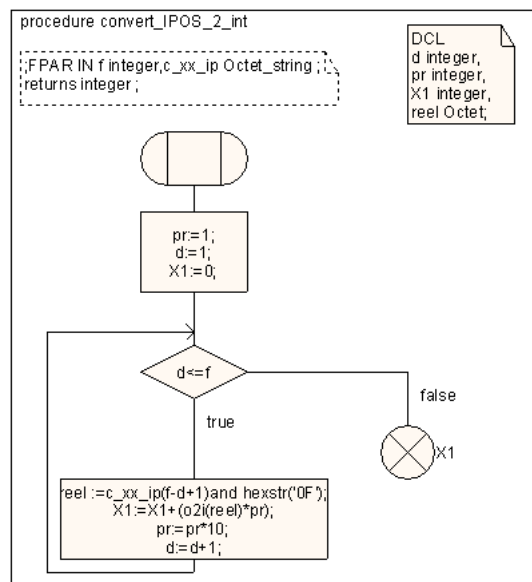 procedure convert_IPOS_2_int
;FPAR IN f integer,c_xx_ip Octet_string ;
returns integer ;
DCL
d integer,
pr integer,
X1 integer,
reel Octet;
pr:=1;
d:=1;
X1:=0;
d<=f
false
true
X1
reel :=c_xx_ip(f-d+1)and hexstr('0F');
X1:=X1+(o2i(reel)*pr);
pr:=pr*10;
d:=d+1;